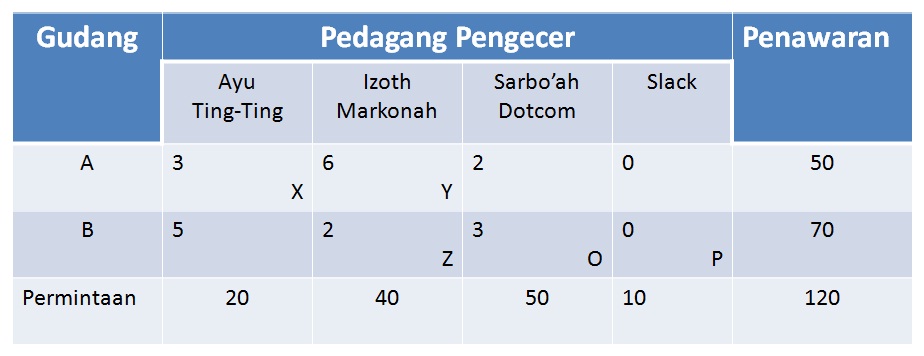 Gudang Pedagang Pengecer Penawaran
Ayu Ting-Ting Izoth Markonah Sarbo’ah Dotcom Slack
A 3 X 6 Y 2 0 50
B 5 2 Z 3 O 0 P 70
Permintaan 20 40 50 10 120